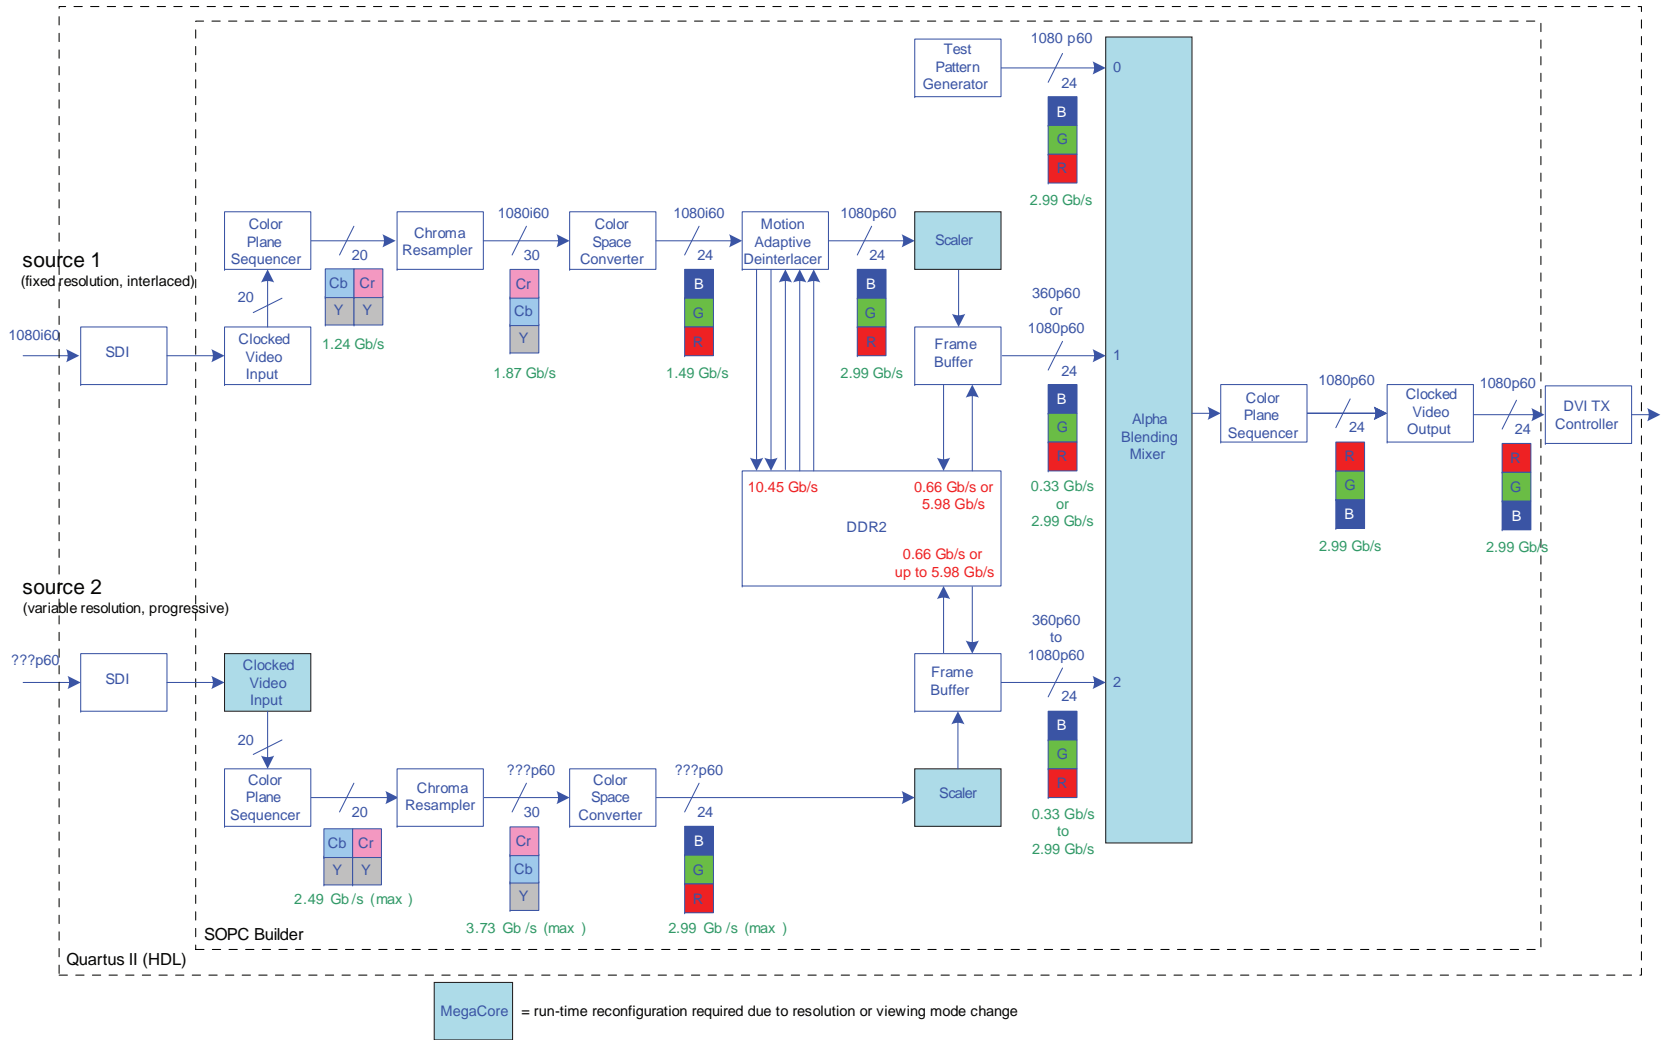 Test
Pattern
Generator
1080 p60
24
0
B
G
R
2.99 Gb/s
source 1
(fixed resolution, interlaced)
1080i60
SDI
Clocked
Video
Input
20
Color
Plane
Sequencer
20
Cb Cr
Y Y
1.24 Gb/s
Chroma
Resampler
1080i60
30
Cr
Cb
Y
1.87 Gb/s
Color
Space
Converter
1080i60
24
B
G
R
1.49 Gb/s
Motion
Adaptive
Deinterlacer
1080p60
24
B
G
R
2.99 Gb/s
Scaler
Frame
Buffer
360p60
or
1080p60
24
1
B
G
R
0.33 Gb/s
or
2.99 Gb/s
10.45 Gb/s
0.66 Gb/s or
5.98 Gb/s
DDR2
0.66 Gb/s or
up to 5.98 Gb/s
Alpha
Blending
Mixer
Color
Plane
Sequencer
1080p60
24
R
G
B
2.99 Gb/s
Clocked
Video
Output
1080p60
24
R
G
B
2.99 Gb/s
DVI TX
Controller
source 2
(variable resolution, progressive)
???p60
SDI
Clocked
Video
Input
20
Color
Plane
Sequencer
20
Cb Cr
Y Y
2.49 Gb/s (max )
Chroma
Resampler
???p60
30
Cr
Cb
Y
3.73 Gb/s (max )
Color
Space
Converter
???p60
24
B
G
R
2.99 Gb/s (max )
Scaler
Frame
Buffer
360p60
to
1080p60
24
2
B
G
R
0.33 Gb/s
to
2.99 Gb/s
SOPC Builder
Quartus II (HDL)
MegaCore
= run-time reconfiguration required due to resolution or viewing mode change